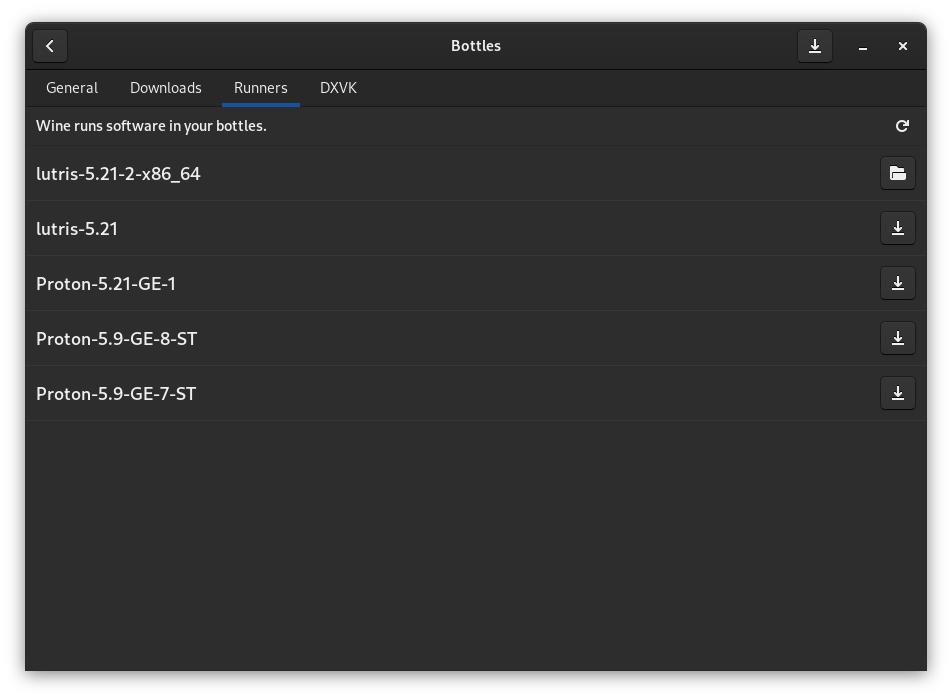 Bottles
General Downloads Runners DXVK
Wine runs software in your bottles.
lutris-5.21-2-x86_64
lutris-5.21
Proton-5.21-GE-1
Proton-5.9-GE-8-ST
Proton-5.9-GE-7-ST